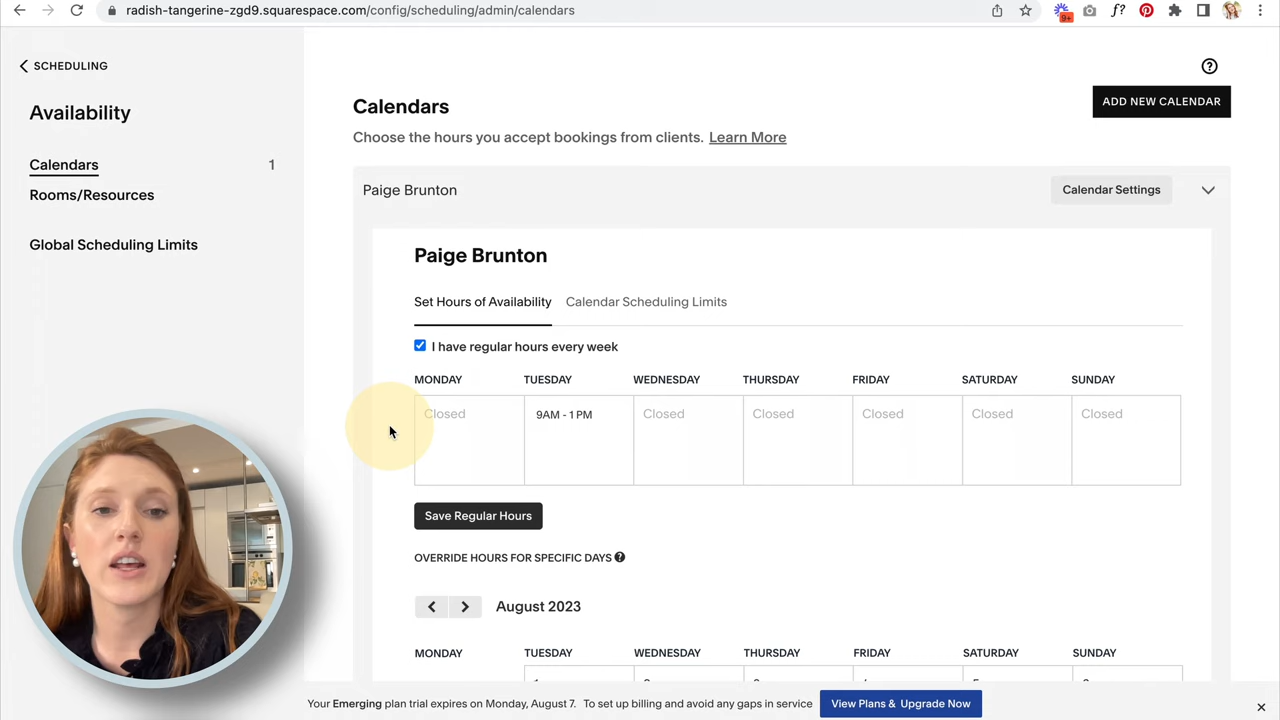 radish-tangerine-zgd9.squarespace.com/config/scheduling/admin/calendars
9+
f?
SCHEDULING
Availability
Calendars 1
Rooms/Resources
Global Scheduling Limits
Calendars
ADD NEW CALENDAR
Choose the hours you accept bookings from clients. Learn More
Paige Brunton
Calendar Settings
Paige Brunton
Set Hours of Availability Calendar Scheduling Limits
I have regular hours every week
MONDAY TUESDAY WEDNESDAY THURSDAY FRIDAY SATURDAY SUNDAY
Closed 9AM - 1PM Closed Closed Closed Closed Closed
Save Regular Hours
OVERRIDE HOURS FOR SPECIFIC DAYS ?
August 2023
MONDAY TUESDAY WEDNESDAY THURSDAY FRIDAY SATURDAY SUNDAY
Your Emerging plan trial expires on Monday, August 7. To set up billing and avoid any gaps in service View Plans & Upgrade Now